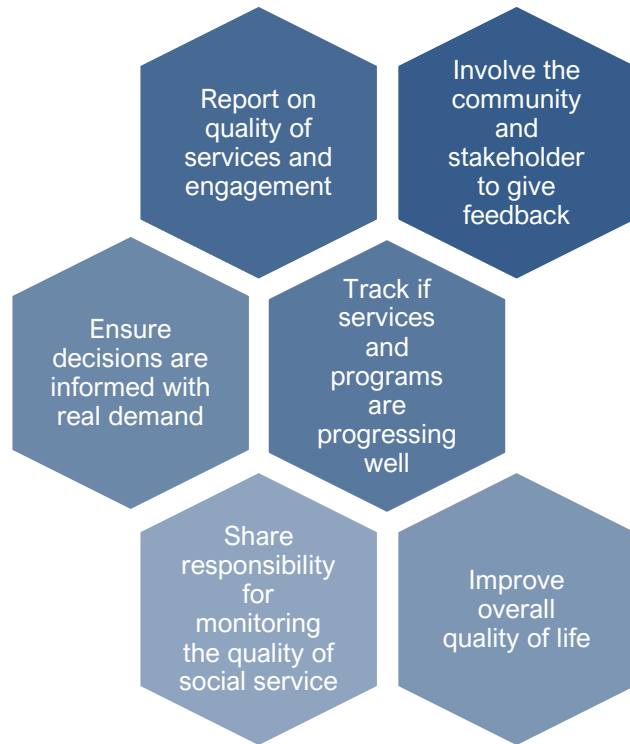 Report on
quality of
services and
engagement
Involve the
community
and
stakeholder
to give
feedback
Ensure
decisions are
informed with
real demand
Track if
services
and
programs
are
progressing
well
Share
responsibility
for
monitoring
the quality of
social service
Improve
overall
quality of life